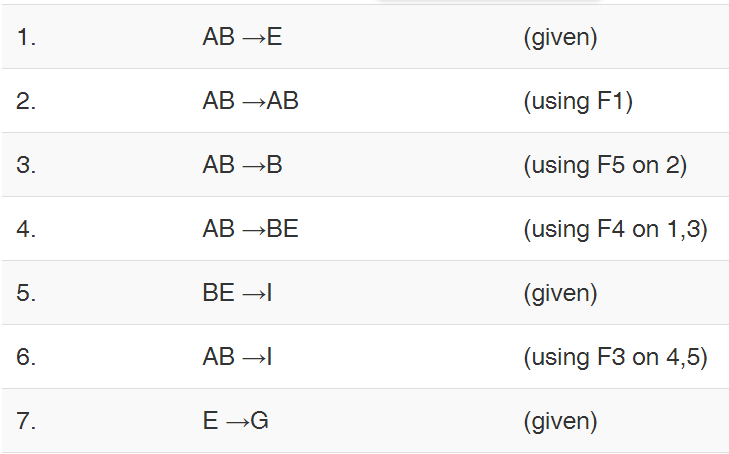 1. AB →E (given)
2. AB →AB (using F1)
3. AB →B (using F5 on 2)
4. AB →BE (using F4 on 1,3)
5. BE →I (given)
6. AB →I (using F3 on 4,5)
7. E →G (given)